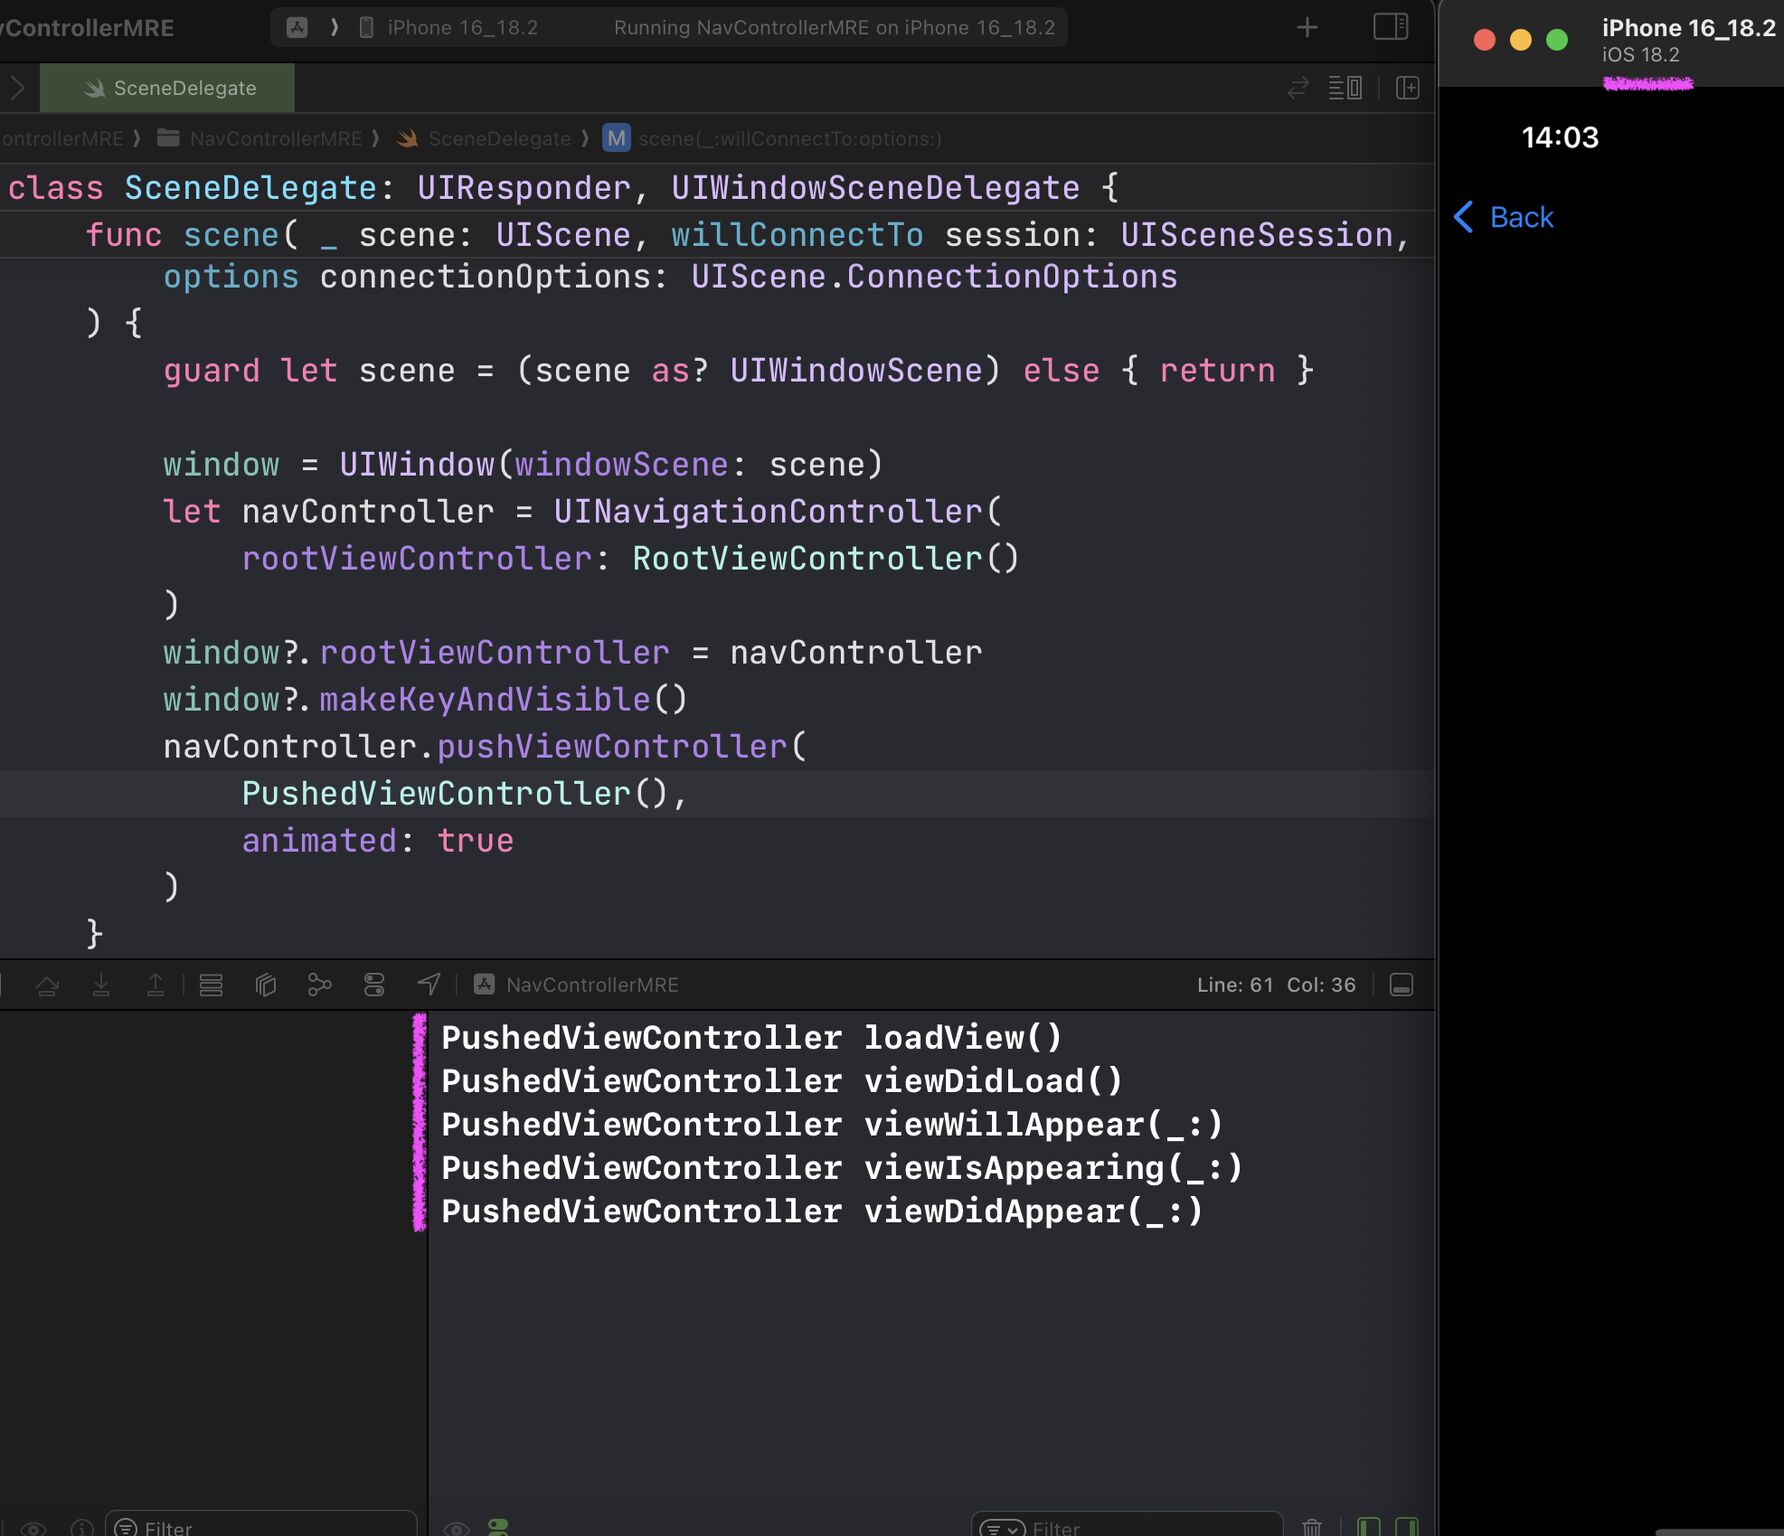 vControllerMRE
iPhone 16_18.2
Running NavControllerMRE on iPhone 16_18.2
SceneDelegate
ontrollerMRE ❯ NavControllerMRE ❯ SceneDelegate ❯ M scene(_:willConnectTo:options:)
class SceneDelegate: UIResponder, UIWindowSceneDelegate {
func scene( _ scene: UIScene, willConnectTo session: UISceneSession,
options connectionOptions: UIScene.ConnectionOptions
) {
guard let scene = (scene as? UIWindowScene) else { return }
window = UIWindow(windowScene: scene)
let navController = UINavigationController(
rootViewController: RootViewController()
)
window?.rootViewController = navController
window?.makeKeyAndVisible()
navController.pushViewController(
PushedViewController(),
animated: true
)
}
NavControllerMRE
Line: 61 Col: 36
PushedViewController loadView()
PushedViewController viewDidLoad()
PushedViewController viewWillAppear(_:)
PushedViewController viewIsAppearing(_:)
PushedViewController viewDidAppear(_:)
Filter
Filter
iPhone 16_18.2
iOS 18.2
14:03
Back